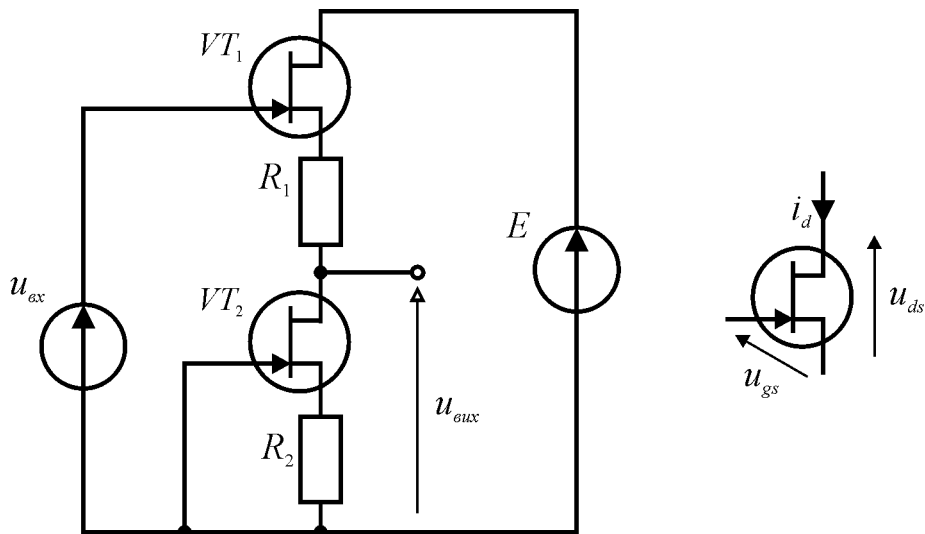 VT₁
R₁
E
i_d
u_вх
VT₂
u_ds
u_gs
u_вих
R₂